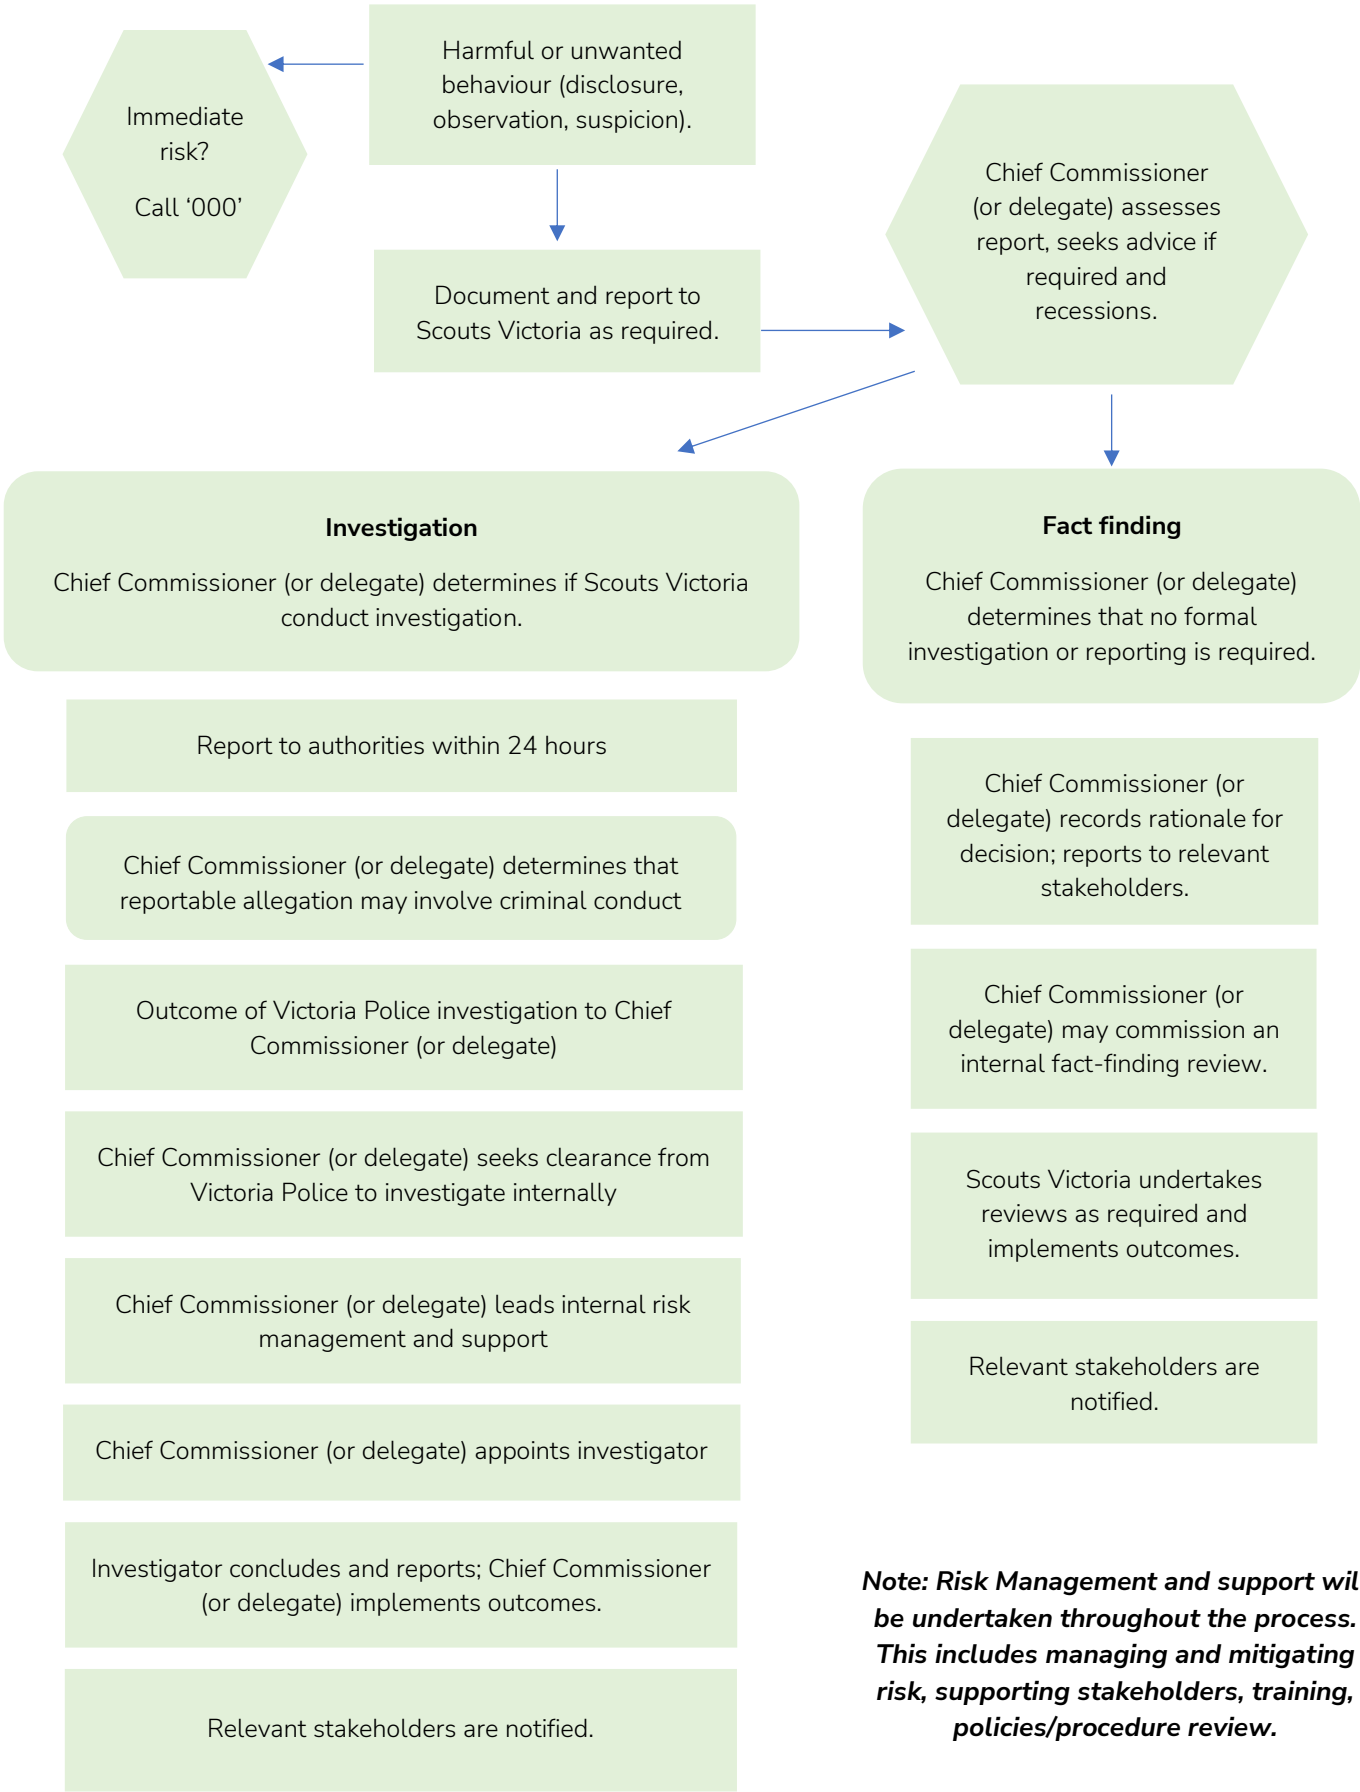 Harmful or unwanted
behaviour (disclosure,
observation, suspicion).
Immediate
risk?
Call ‘000’
Document and report to
Scouts Victoria as required.
Chief Commissioner
(or delegate) assesses
report, seeks advice if
required and
recessions.
Investigation
Chief Commissioner (or delegate) determines if Scouts Victoria
conduct investigation.
Report to authorities within 24 hours
Chief Commissioner (or delegate) determines that
reportable allegation may involve criminal conduct
Outcome of Victoria Police investigation to Chief
Commissioner (or delegate)
Chief Commissioner (or delegate) seeks clearance from
Victoria Police to investigate internally
Chief Commissioner (or delegate) leads internal risk
management and support
Chief Commissioner (or delegate) appoints investigator
Investigator concludes and reports; Chief Commissioner
(or delegate) implements outcomes.
Relevant stakeholders are notified.
Fact finding
Chief Commissioner (or delegate)
determines that no formal
investigation or reporting is required.
Chief Commissioner (or
delegate) records rationale for
decision; reports to relevant
stakeholders.
Chief Commissioner (or
delegate) may commission an
internal fact-finding review.
Scouts Victoria undertakes
reviews as required and
implements outcomes.
Relevant stakeholders are
notified.
Note: Risk Management and support wil
be undertaken throughout the process.
This includes managing and mitigating
risk, supporting stakeholders, training,
policies/procedure review.